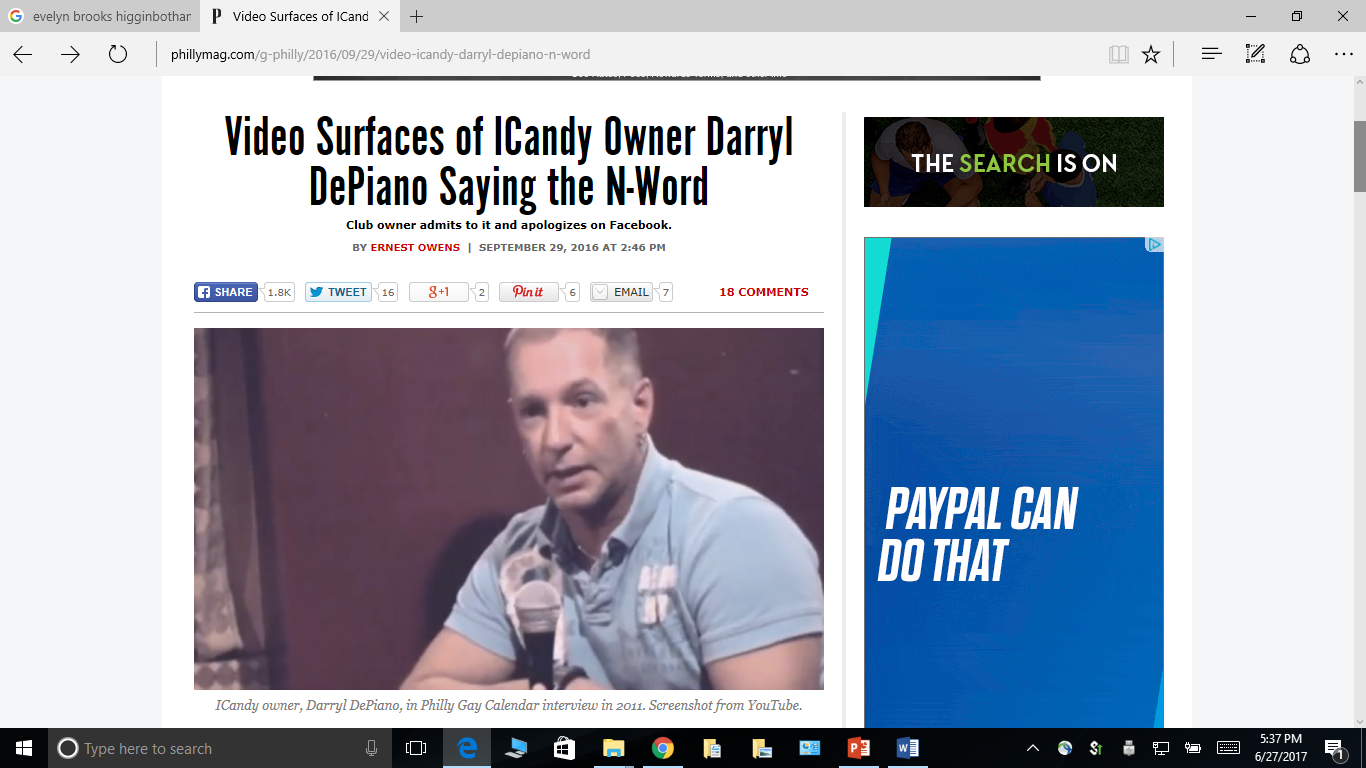 evelyn brooks higginbothar
Video Surfaces of ICand
phillymag.com/g-philly/2016/09/29/video-icandy-darryl-depiano-n-word
Video Surfaces of ICandy Owner Darryl
DePiano Saying the N-Word
Club owner admits to it and apologizes on Facebook.
BY ERNEST OWENS | SEPTEMBER 29, 2016 AT 2:46 PM
SHARE 1.8K TWEET 16 g+1 2 Pin it 6 EMAIL 7 18 COMMENTS
THE SEARCH IS ON
PAYPAL CAN
DO THAT
ICandy owner, Darryl DePiano, in Philly Gay Calendar interview in 2011. Screenshot from YouTube.
Type here to search
5:37 PM
6/27/2017
1